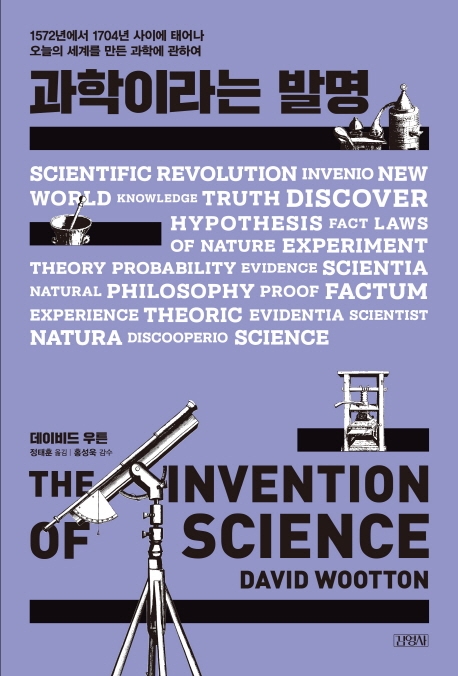 1572년에서 1704년 사이에 태어나
오늘의 세계를 만든 과학에 관하여
과학이라는 발명
SCIENTIFIC REVOLUTION INVENIO NEW
WORLD KNOWLEDGE TRUTH DISCOVER
HYPOTHESIS FACT LAWS
OF NATURE EXPERIMENT
THEORY PROBABILITY EVIDENCE SCIENTIA
NATURAL PHILOSOPHY PROOF FACTUM
EXPERIENCE THEORIC EVIDENTIA SCIENTIST
NATURA DISCOOPERIO SCIENCE
데이비드 우튼
정태훈 옮김 | 홍성욱 감수
THE INVENTION
OF SCIENCE
DAVID WOOTTON
김영사